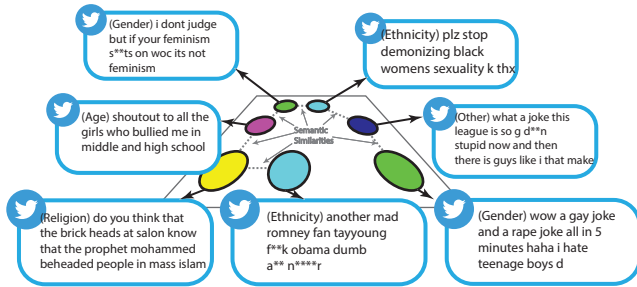 (Gender) i dont judge
but if your feminism
s**ts on woc its not
feminism
(Ethnicity) plz stop
demonizing black
womens sexuality k thx
(Age) shoutout to all the
girls who bullied me in
middle and high school
Semantic
Similarities
(Other) what a joke this
league is so g d**n
stupid now and then
there is guys like i that make
(Religion) do you think that
the brick heads at salon know
that the prophet mohammed
beheaded people in mass islam
(Ethnicity) another mad
romney fan tayyoung
f**k obama dumb
a** n****r
(Gender) wow a gay joke
and a rape joke all in 5
minutes haha i hate
teenage boys d